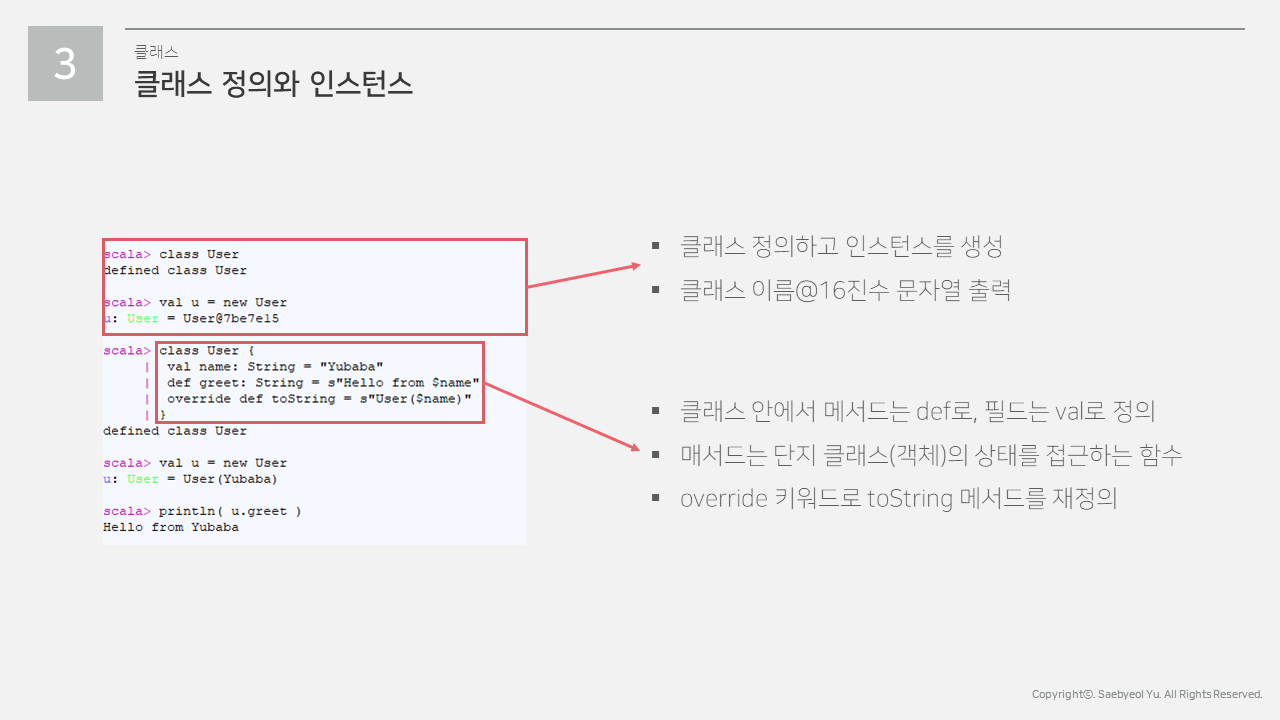 3
클래스
클래스 정의와 인스턴스
scala> class User
defined class User
scala> val u = new User
u: User = User@7be7e15
scala> class User {
| val name: String = "Yubaba"
| def greet: String = s"Hello from $name"
| override def toString = s"User($name)"
| }
defined class User
scala> val u = new User
u: User = User(Yubaba)
scala> println( u.greet )
Hello from Yubaba
▪ 클래스 정의하고 인스턴스를 생성
▪ 클래스 이름@16진수 문자열 출력
▪ 클래스 안에서 메서드는 def로, 필드는 val로 정의
▪ 매서드는 단지 클래스(객체)의 상태를 접근하는 함수
▪ override 키워드로 toString 메서드를 재정의
Copyrightⓒ. Saebyeol Yu. All Rights Reserved.